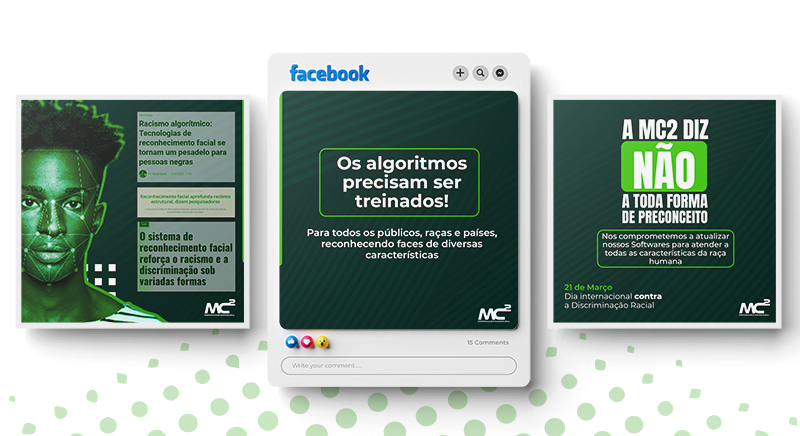 Racismo algorítmico:
Tecnologias de
reconhecimento facial se
tornam um pesadelo para
pessoas negras
Reconhecimento facial aprofunda racismo
estrutural, dizem pesquisadores
O sistema de
reconhecimento facial
reforça o racismo e a
discriminação sob
variadas formas
MC²
facebook
Os algoritmos
precisam ser
treinados!
Para todos os públicos, raças e países,
reconhecendo faces de diversas
características
MC²
15 Comments
Write your comment....
A MC2 DIZ
NÃO
A TODA FORMA
DE PRECONCEITO
Nos comprometemos a atualizar
nossos Softwares para atender a
todas as características da raça
humana
21 de Março
Dia internacional contra
a Discriminação Racial
MC²